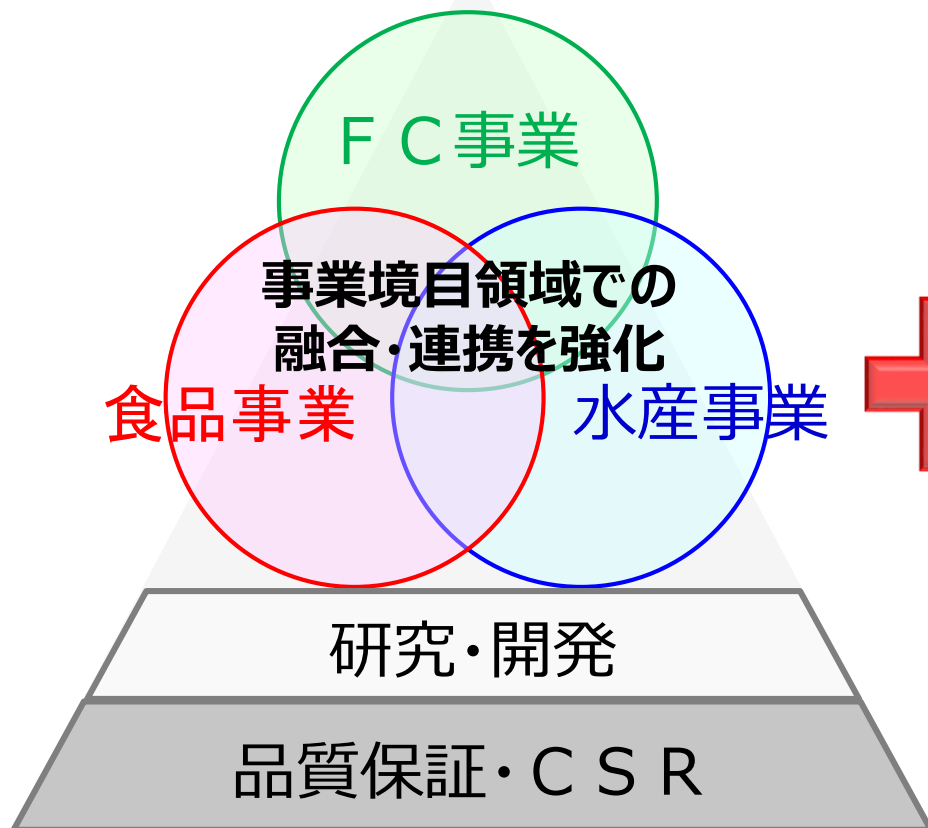 ＦＣ事業
事業境目領域での
融合・連携を強化
食品事業
水産事業
研究・開発
品質保証・ＣＳＲ